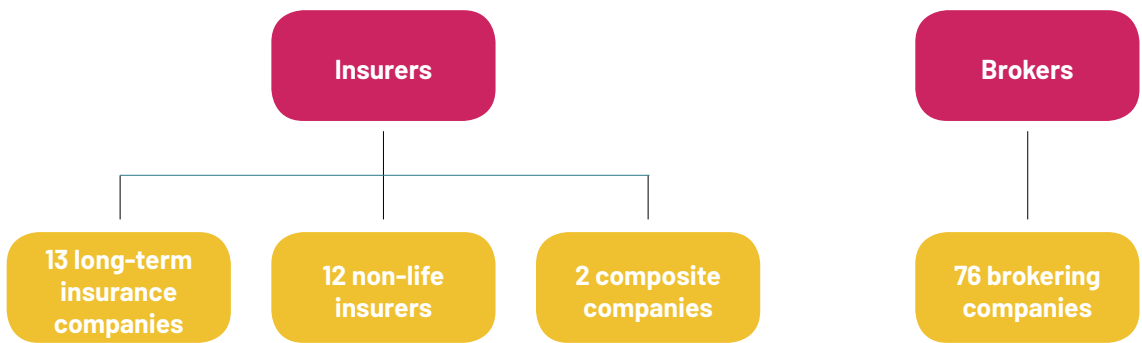 Insurers
Brokers
13 long-term
insurance
companies
12 non-life
insurers
2 composite
companies
76 brokering
companies